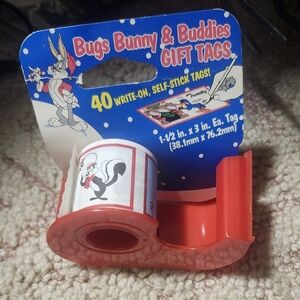 Bugs Bunny & Buddies
GIFT TAGS
40 WRITE-ON, SELF-STICK TAGS!
1-1/2 in. x 3 in. Ea. Tag
(38.1mm x 76.2mm)